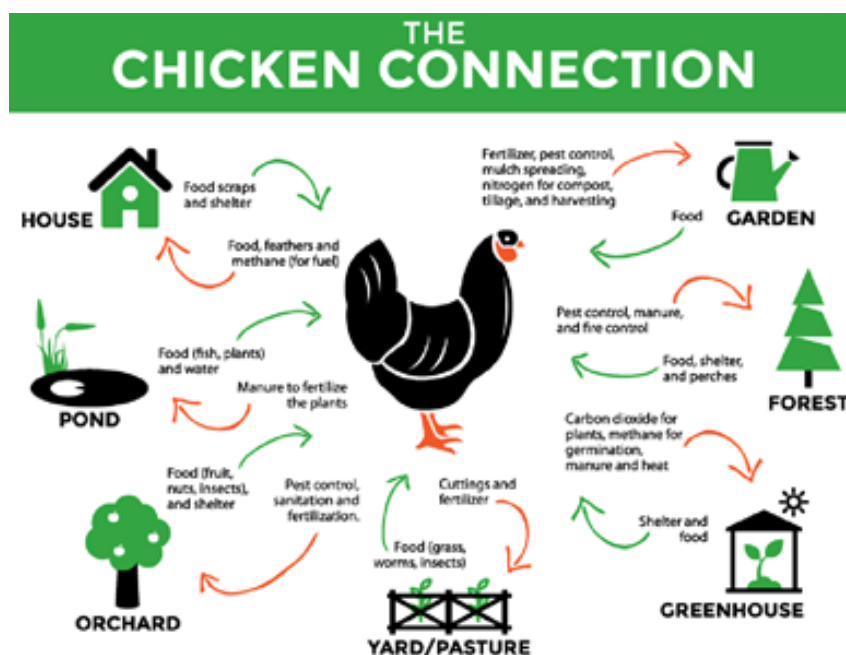 THE
CHICKEN CONNECTION
HOUSE
Food scraps
and shelter
Food, feathers and
methane (for fuel)
Fertilizer, pest control,
mulch spreading,
nitrogen for compost,
tillage, and harvesting
Food
GARDEN
POND
Food (fish, plants)
and water
Manure to fertilize
the plants
Pest control, manure,
and fire control
Food, shelter,
and perches
FOREST
ORCHARD
Food (fruit,
nuts, insects),
and shelter
Pest control,
sanitation and
fertilization.
Food (grass,
worms, insects)
Cuttings and
fertilizer
YARD/PASTURE
Carbon dioxide for
plants, methane for
germination,
manure and heat
Shelter and
food
GREENHOUSE